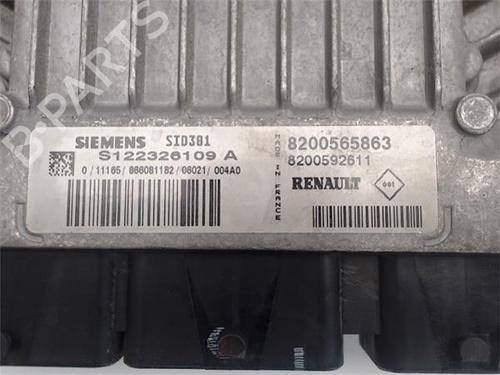 B-PARTS
SIEMENS SID301
S122326109 A
0/11165/866081182/06021/004A0
MADE IN FRANCE
8200565863
8200592611
RENAULT
001